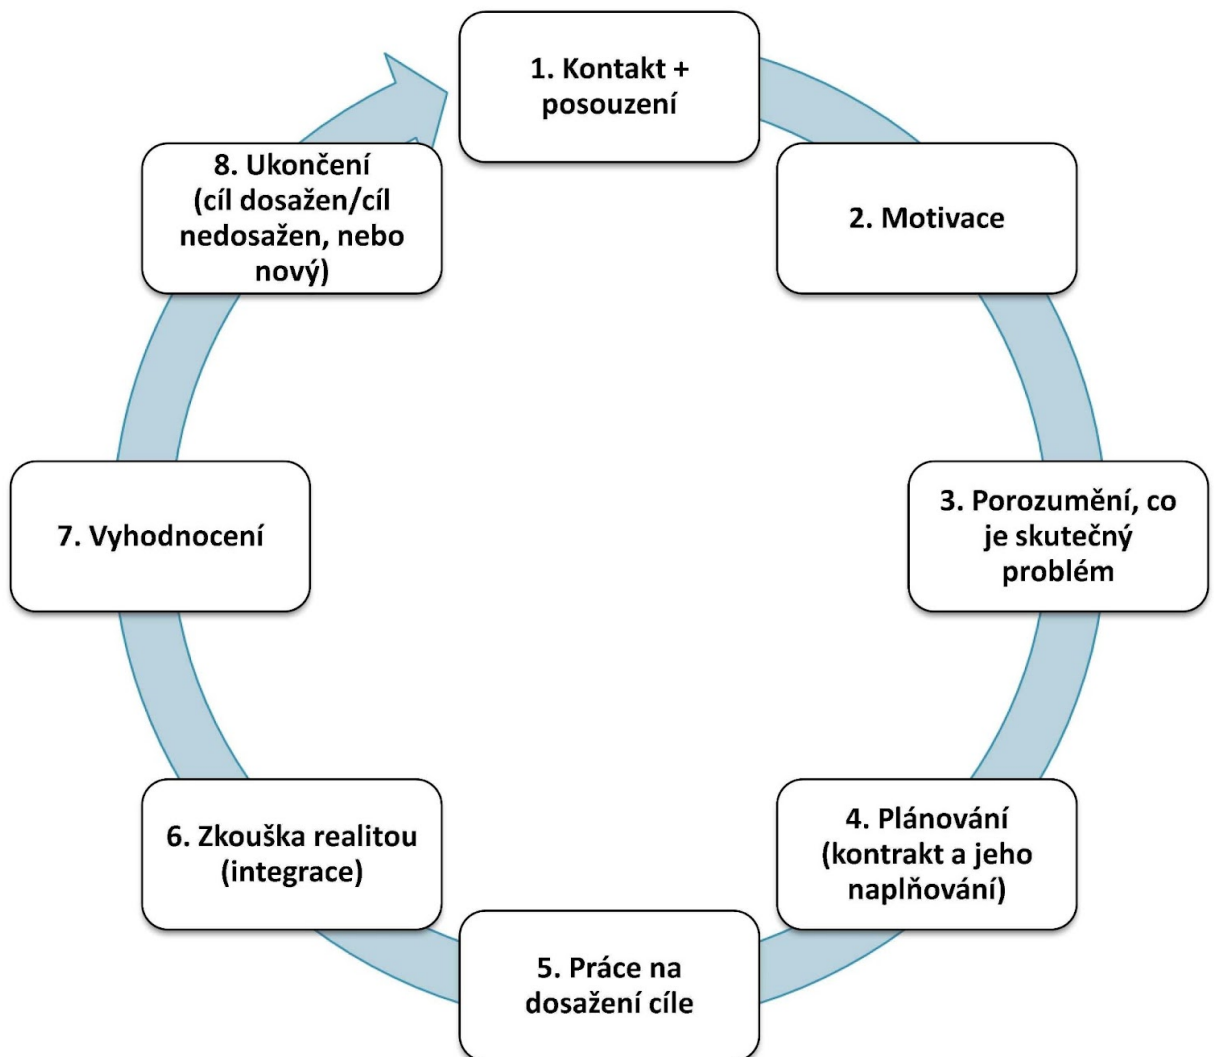 1. Kontakt +
posouzení
2. Motivace
3. Porozumění, co
je skutečný
problém
4. Plánování
(kontrakt a jeho
naplňování)
5. Práce na
dosažení cíle
6. Zkouška realitou
(integrace)
7. Vyhodnocení
8. Ukončení
(cíl dosažen/cíl
nedosažen, nebo
nový)